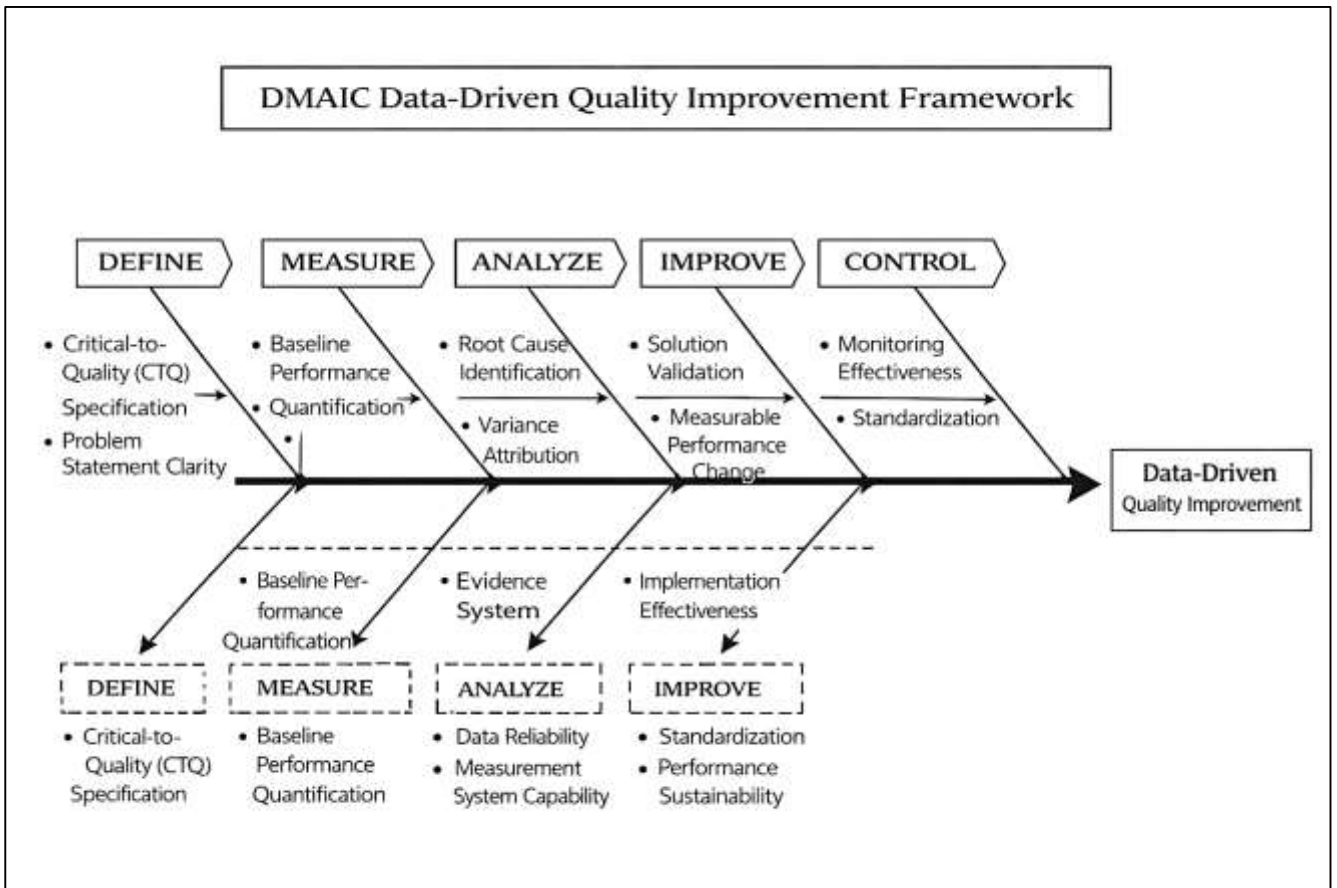 DMAIC Data-Driven Quality Improvement Framework
DEFINE
MEASURE
ANALYZE
IMPROVE
CONTROL
• Critical-to-
Quality (CTQ)
Specification
• Problem
Statement Clarity
• Baseline
Performance
• Quantification
•
• Root Cause
Identification
• Variance
Attribution
• Solution
Validation
• Measurable
Performance
Change
• Monitoring
Effectiveness
• Standardization
Data-Driven
Quality Improvement
• Baseline Per-
formance
Quantification
• Evidence
System
• Implementation
Effectiveness
DEFINE
MEASURE
ANALYZE
IMPROVE
• Critical-to-
Quality (CTQ)
Specification
• Baseline
Performance
Quantification
• Data Reliability
• Measurement
System Capability
• Standardization
• Performance
Sustainability